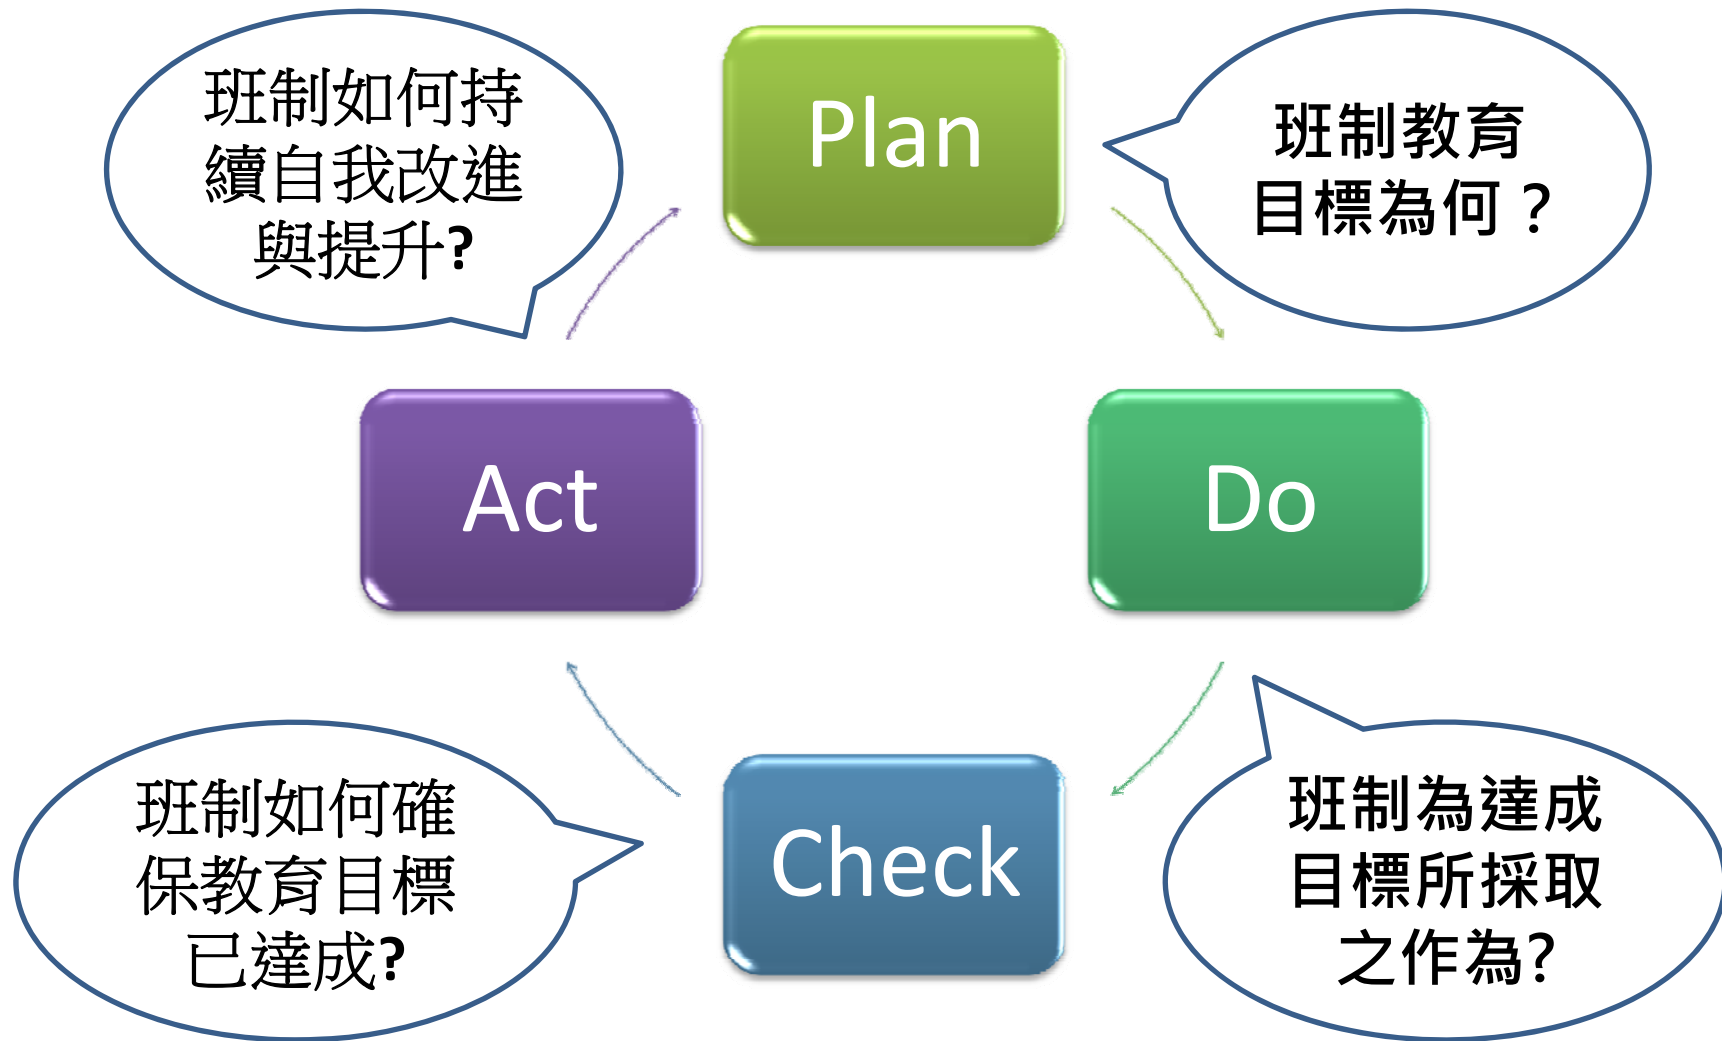 班制如何持
續自我改進
與提升?
Plan
班制教育
目標為何？
Act
Do
班制如何確
保教育目標
已達成?
Check
班制為達成
目標所採取
之作為?